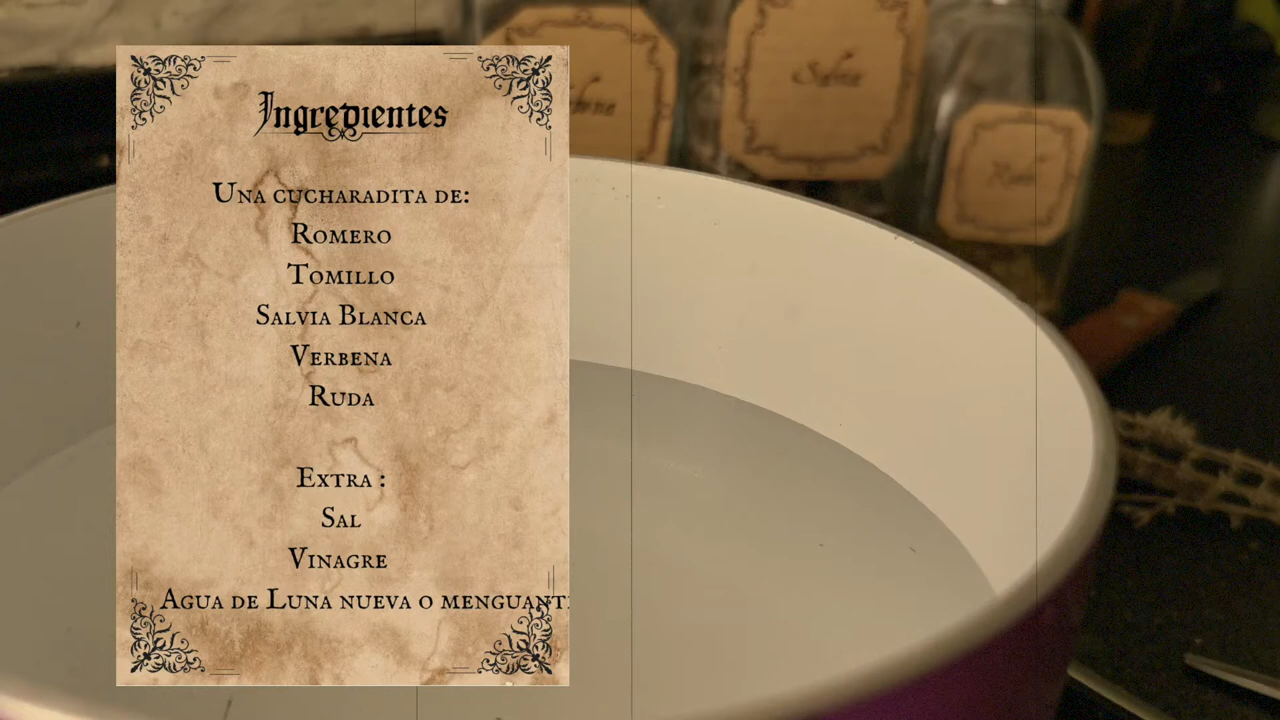 Ingredientes
Una cucharadita de:
Romero
Tomillo
Salvia Blanca
Verbena
Ruda
Extra :
Sal
Vinagre
Agua de Luna nueva o menguant
Salvia
Ruda